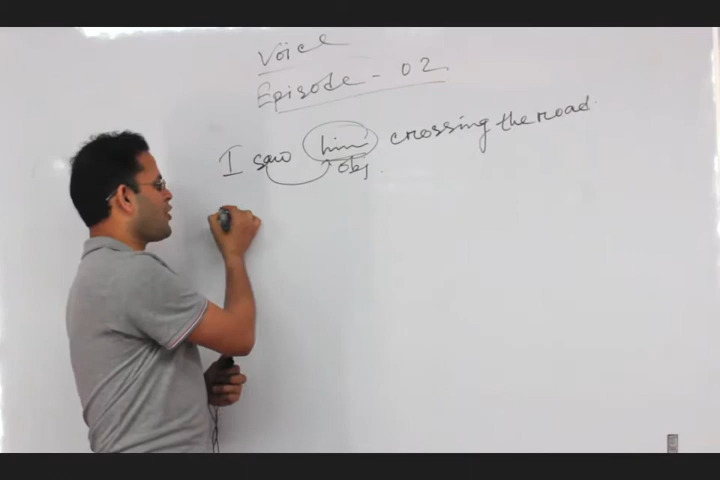 Voice
Episode - 02
I saw him crossing the road.
obj.